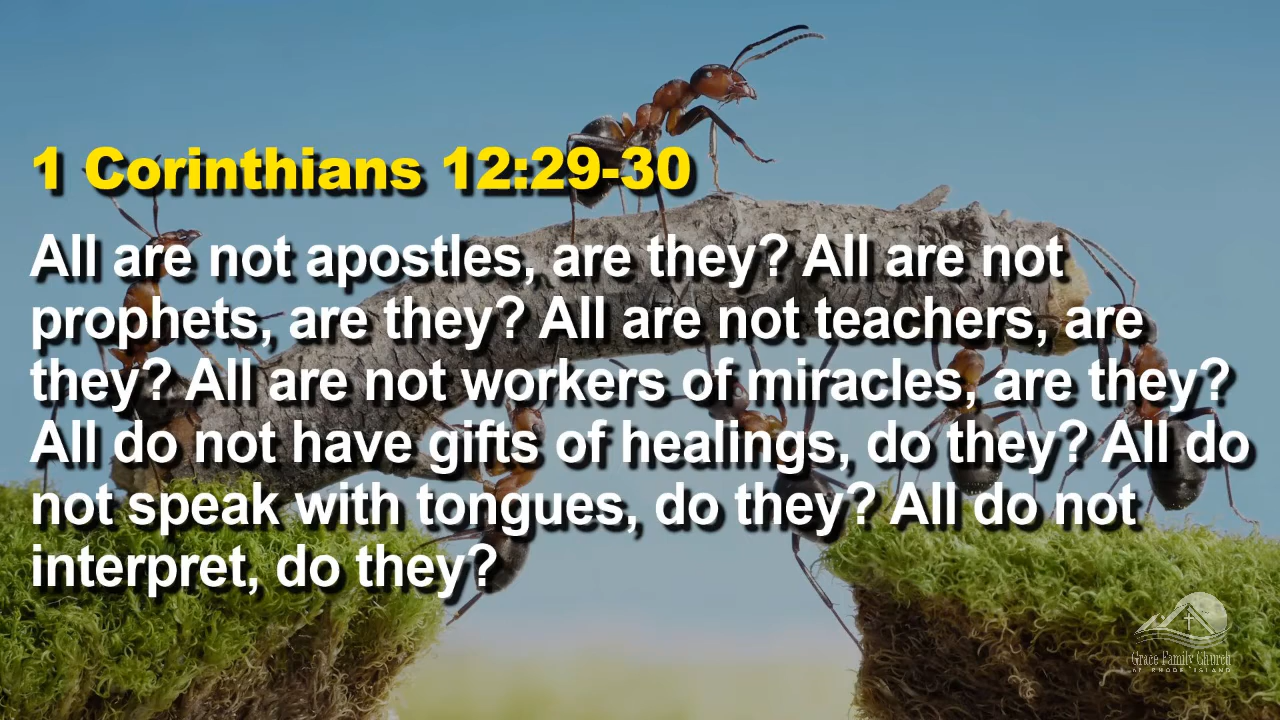 1 Corinthians 12:29-30
All are not apostles, are they? All are not
prophets, are they? All are not teachers, are
they? All are not workers of miracles, are they?
All do not have gifts of healings, do they? All do
not speak with tongues, do they? All do not
interpret, do they?
Grace Family Church
OF RHODE ISLAND